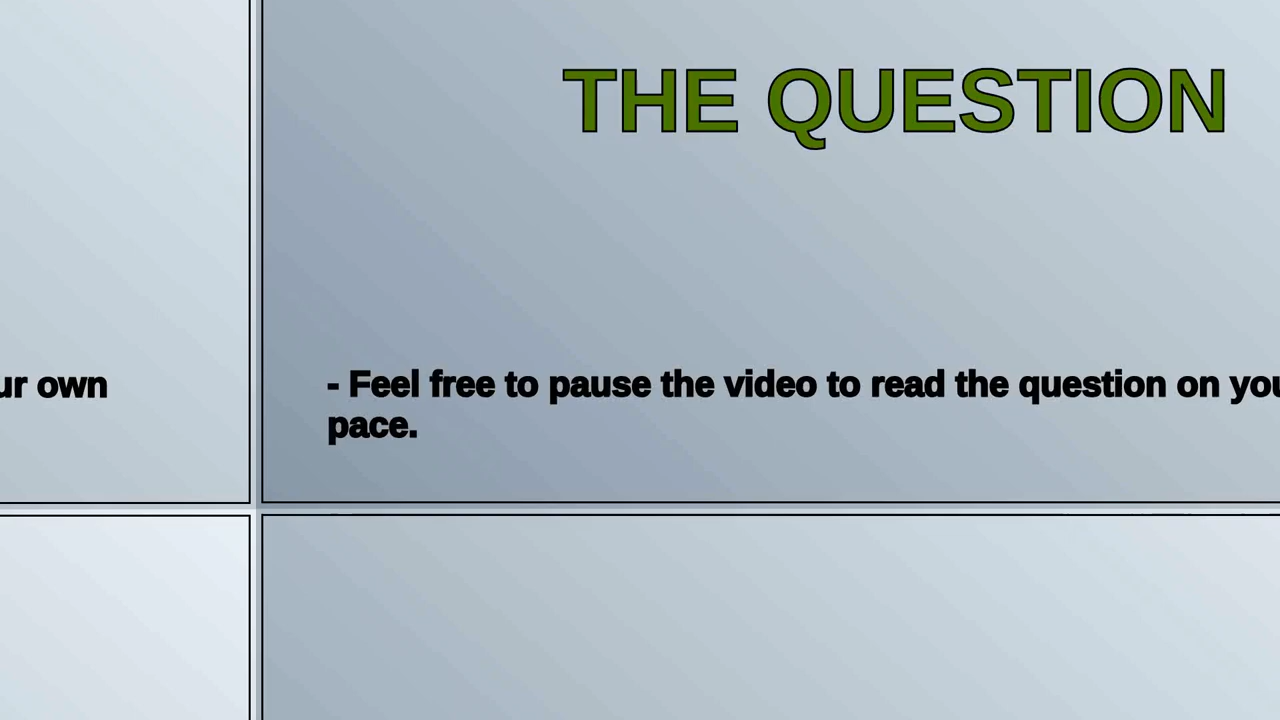 THE QUESTION
ur own
- Feel free to pause the video to read the question on you
pace.